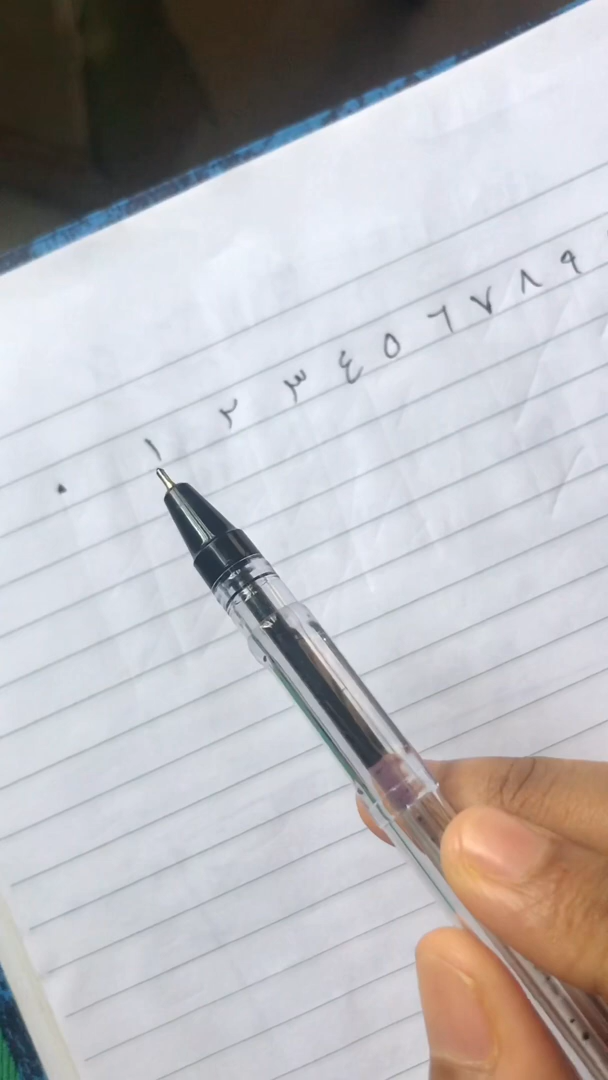 ٠ ١ ٢ ٣ ٤ ٥ ٦ ٧ ٨ ٩